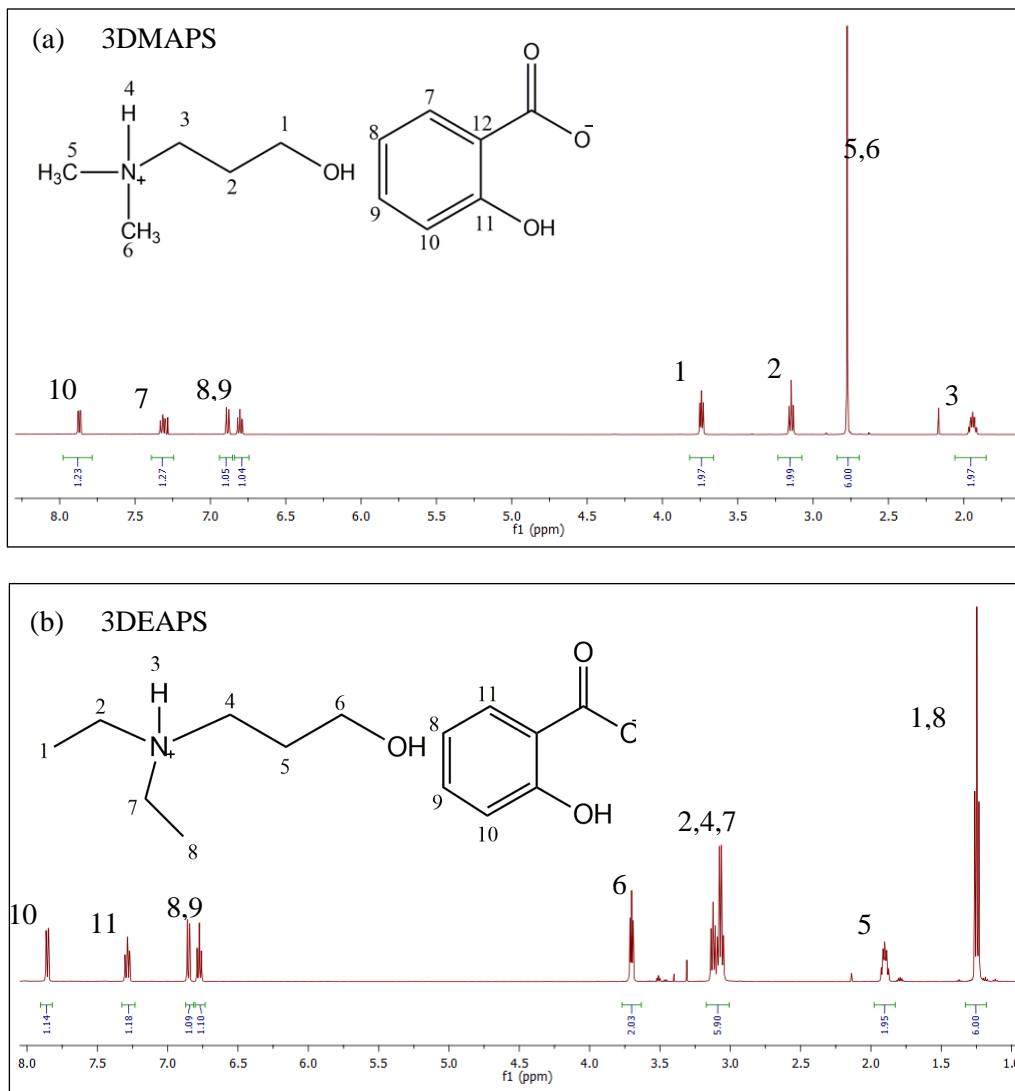 (a) 3DMAPS
O
H 4
3 1 7
5 12 O-
H3C N+ 2 OH 8
CH3 9 11 OH
6 10
5,6
10 7 8,9 1 2 3
1.23 1.27 1.05 1.04 1.97 1.99 6.00 1.97
8.0 7.5 7.0 6.5 6.0 5.5 5.0 4.5 4.0 3.5 3.0 2.5 2.0
f1 (ppm)
(b) 3DEAPS
O
3 H
2 4 6 11
1 N+ 5 OH 8
7 9 OH
8 10
1,8
2,4,7
10 11 8,9 6 5
1.14 1.18 1.09 1.10 2.03 5.90 1.95 6.00
8.0 7.5 7.0 6.5 6.0 5.5 5.0 4.5 4.0 3.5 3.0 2.5 2.0 1.5
f1 (ppm)